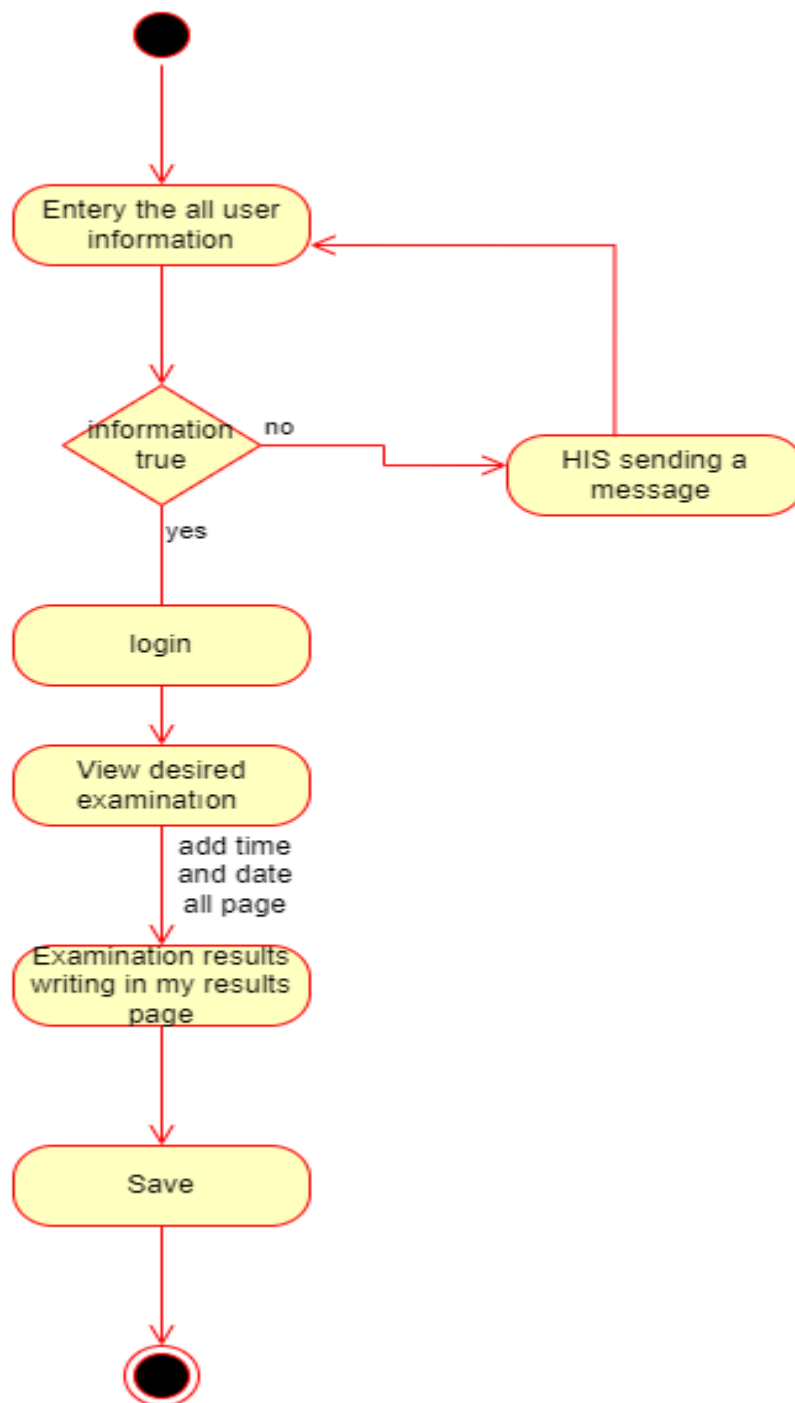 Entery the all user
information
information
true
no
HIS sending a
message
yes
login
View desired
examinatıon
add time
and date
all page
Examination results
writing in my results
page
Save